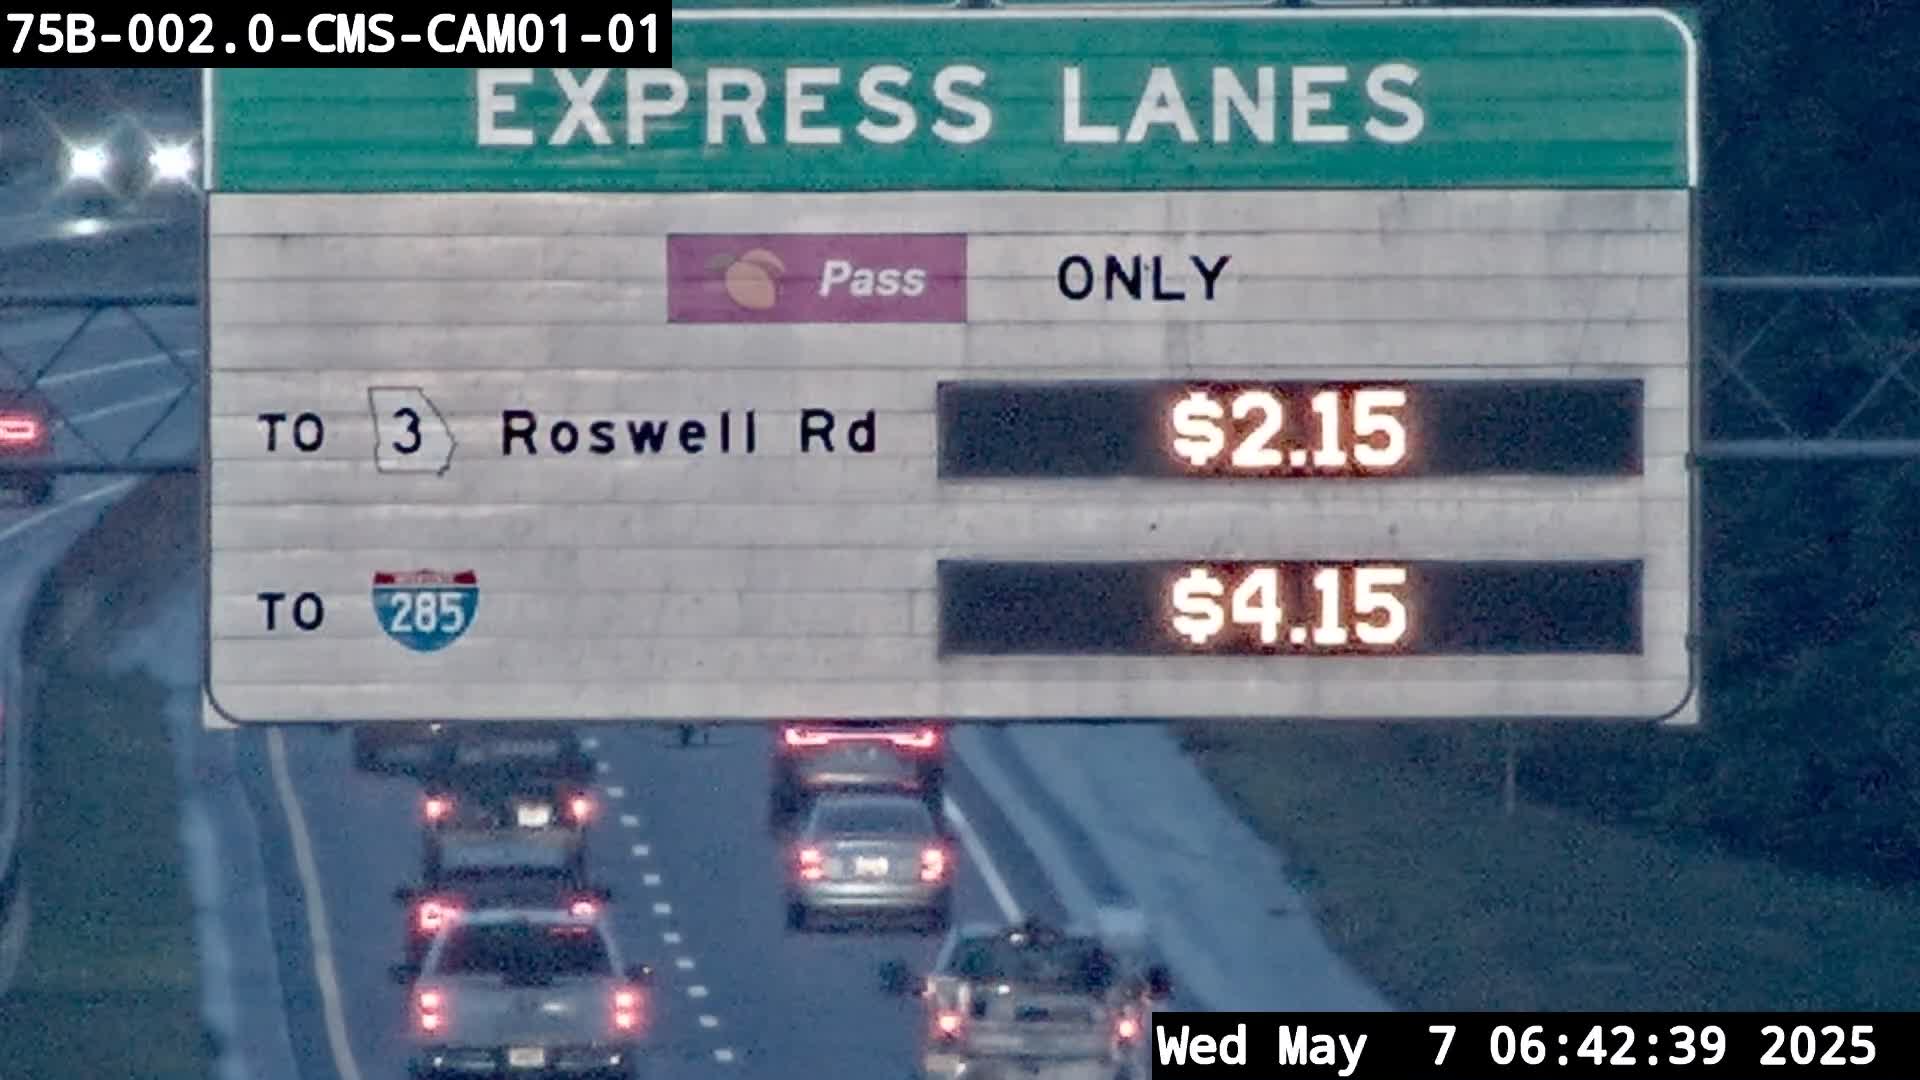 75B-002.0-CMS-CAM01-01
EXPRESS LANES
Pass ONLY
TO 3 Roswell Rd $2.15
TO 285 $4.15
Wed May 7 06:42:39 2025